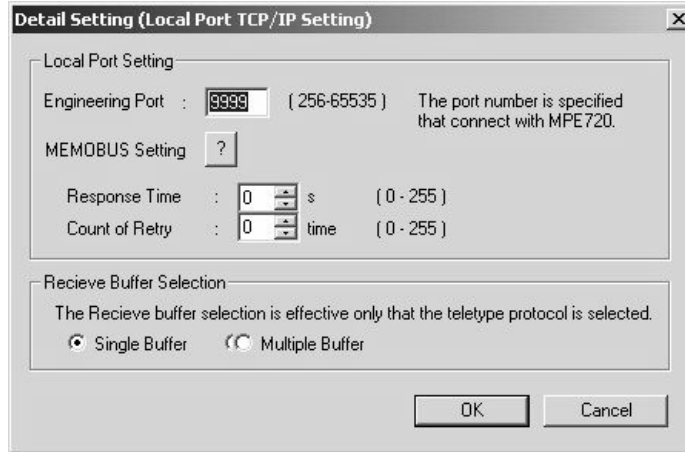 Detail Setting (Local Port TCP/IP Setting)
Local Port Setting
Engineering Port : 9999 ( 256-65535 ) The port number is specified
that connect with MPE720.
MEMOBUS Setting ?
Response Time : 0 s ( 0 - 255 )
Count of Retry : 0 time ( 0 - 255 )
Recieve Buffer Selection
The Recieve buffer selection is effective only that the teletype protocol is selected.
Single Buffer Multiple Buffer
OK Cancel